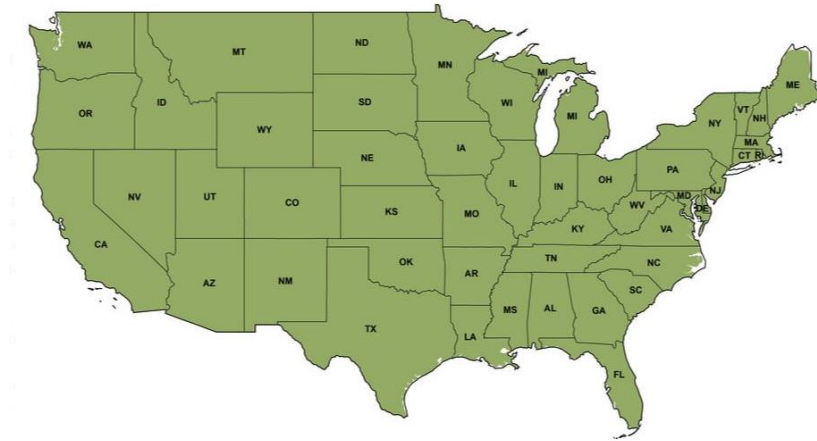 WA
MT
ND
MN
MI
ME
OR
ID
SD
WI
MI
NY
VT
NH
WY
MA
NE
IA
CT RI
PA
NV
UT
CO
IL
IN
OH
NJ
MD
DE
KS
MO
WV
VA
KY
CA
AZ
NM
OK
AR
TN
NC
SC
TX
LA
MS
AL
GA
FL